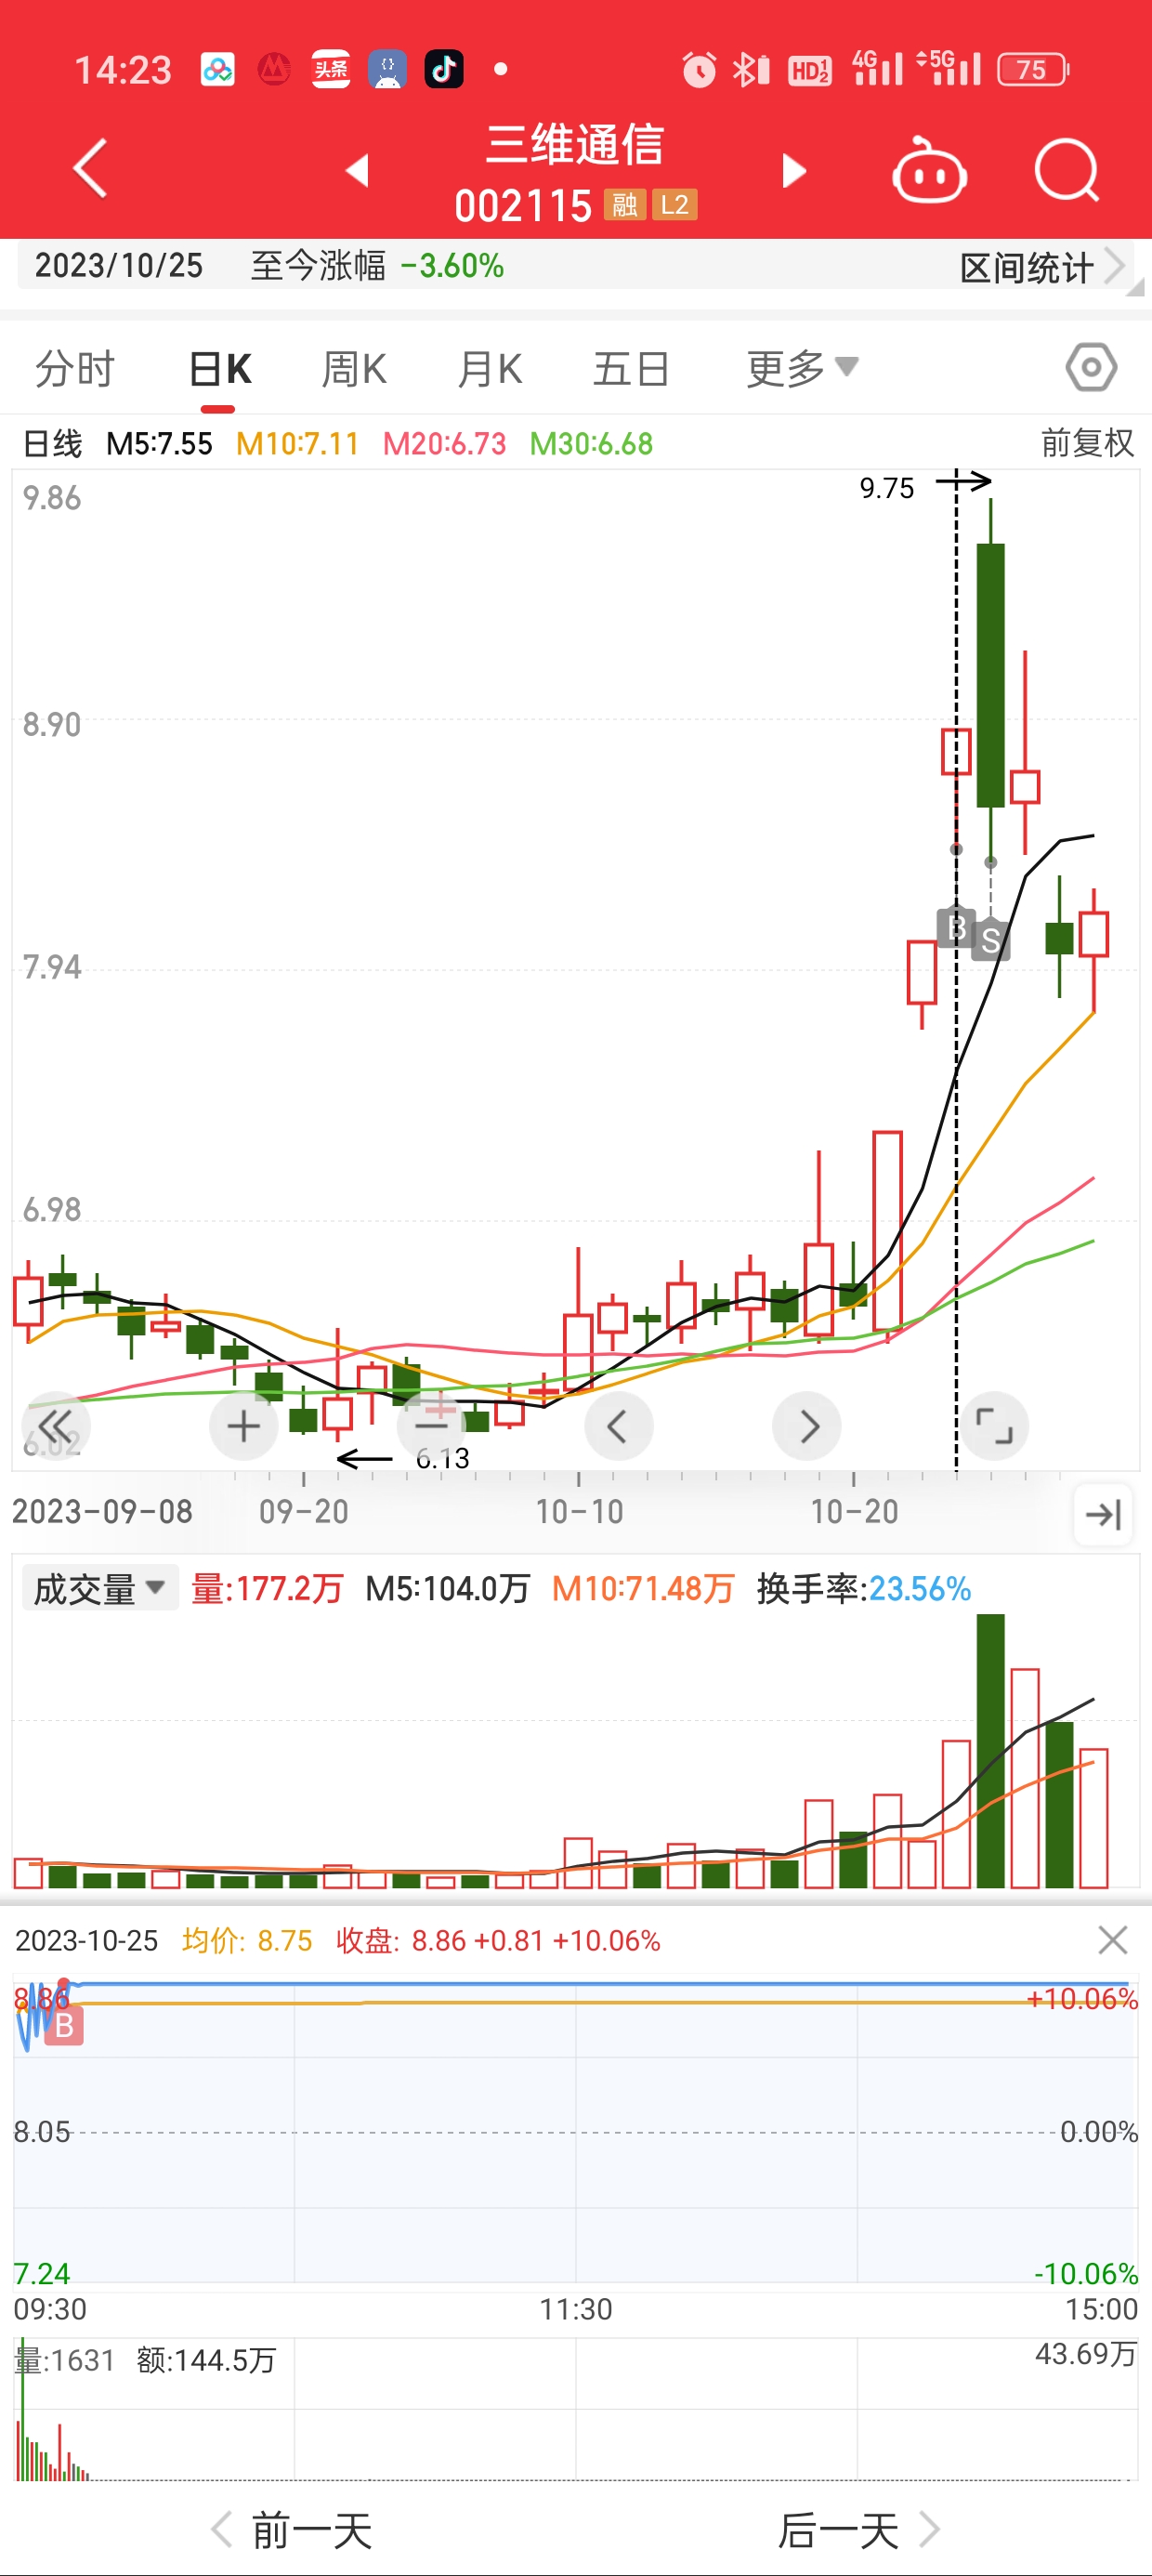 14:23 头条 HD 1 2 4G 5G 75
三维通信
002115 融 L2
2023/10/25 至今涨幅 -3.60% 区间统计
分时 日K 周K 月K 五日 更多
日线 M5:7.55 M10:7.11 M20:6.73 M30:6.68 前复权
9.86
9.75
8.90
B S
7.94
6.98
6.02
6.13
2023-09-08 09-20 10-10 10-20
成交量 量:177.2万 M5:104.0万 M10:71.48万 换手率:23.56%
2023-10-25 均价: 8.75 收盘: 8.86 +0.81 +10.06%
8.86 +10.06%
B
8.05 0.00%
7.24 -10.06%
09:30 11:30 15:00
量:1631 额:144.5万 43.69万
前一天 后一天